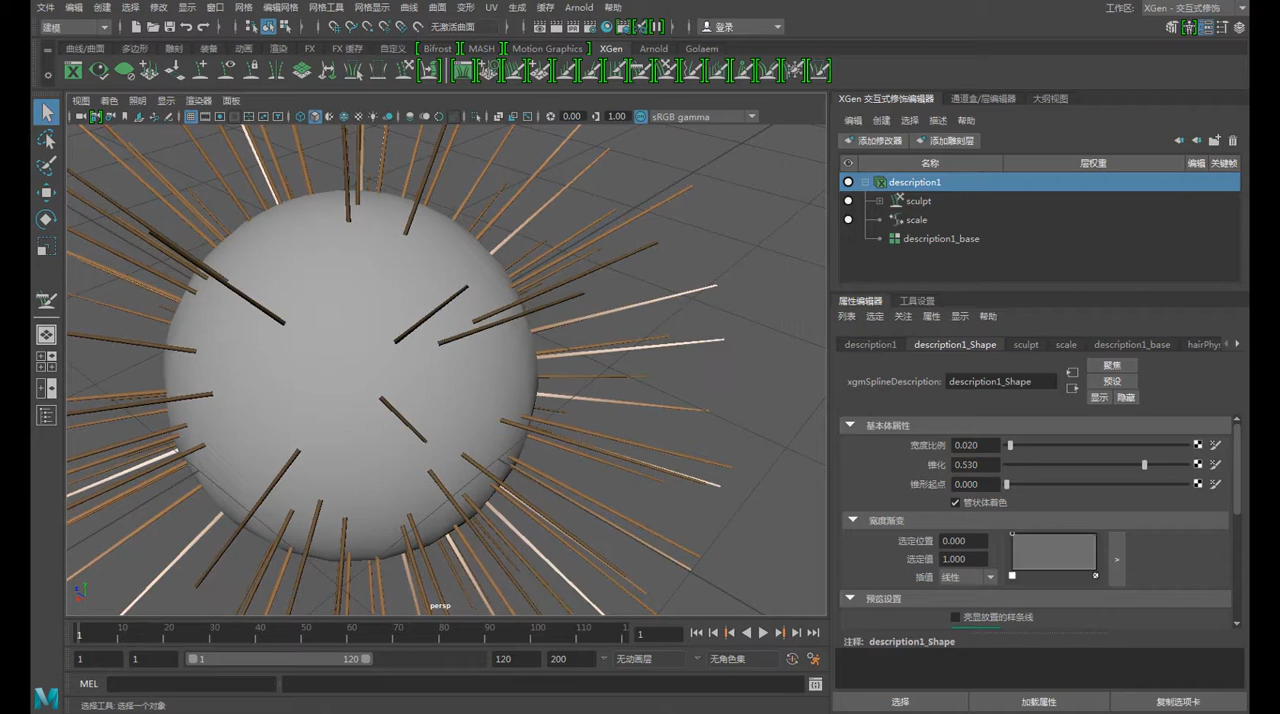 文件 编辑 创建 选择 修改 显示 窗口 网格 编辑网格 网格工具 网格显示 曲线 曲面 变形 UV 生成 缓存 Arnold 帮助 工作区: XGen - 交互式修饰
建模 无激活曲面 登录
曲线/曲面 多边形 雕刻 装备 动画 渲染 FX FX 缓存 自定义 Bifrost MASH Motion Graphics XGen Arnold Golaem
视图 着色 照明 显示 渲染器 面板
0.00 1.00 sRGB gamma
persp
XGen 交互式修饰编辑器 通道盒/层编辑器 大纲视图
编辑 创建 选择 描述 帮助
添加修改器 添加雕刻层
名称 层权重 编辑 关键帧
description1
sculpt
scale
description1_base
属性编辑器 工具设置
列表 选定 关注 属性 显示 帮助
description1 description1_Shape sculpt scale description1_base hairPhys
聚焦
xgmSplineDescription: description1_Shape 预设
显示 隐藏
基本体属性
宽度比例 0.020
锥化 0.530
锥形起点 0.000
管状体着色
宽度渐变
选定位置 0.000
选定值 1.000
插值 线性
>
预览设置
亮显放置的样条线
注释: description1_Shape
选择 加载属性 复制选项卡
1 10 20 30 40 50 60 70 80 90 100 110 1 1
1 1 1 120 120 200 无动画层 无角色集
MEL
选择工具: 选择一个对象